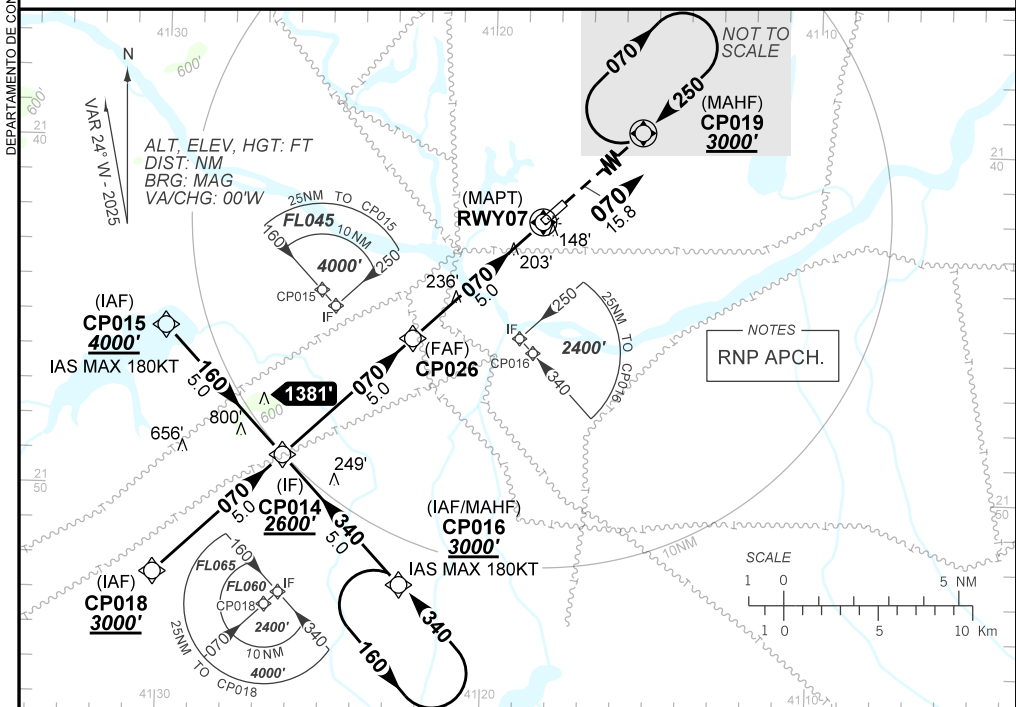 DEPARTAMENTO DE CON
41 30
41 20
41 10
N
VAR 24° W - 2025
600'
600'
21 40
ALT, ELEV, HGT: FT
DIST: NM
BRG: MAG
VA/CHG: 00'W
NOT TO
SCALE
070
250
(MAHF)
CP019
3000'
21 40
25NM TO CP015
FL045
10NM
160
250
4000'
CP015
IF
(MAPT)
RWY07
070
15.8
148'
203'
236'
070
5.0
(IAF)
CP015
4000'
IAS MAX 180KT
160
5.0
(FAF)
CP026
070
5.0
250
IF
2400'
CP016
340
25NM TO CP016
NOTES
RNP APCH.
1381'
600'
800'
656'
249'
21 50
21 50
(IF)
CP014
2600'
070
5.0
340
5.0
(IAF/MAHF)
CP016
3000'
IAS MAX 180KT
10NM
(IAF)
CP018
3000'
160
FL065
FL060
IF
CP018
2400'
070
340
10NM
4000'
25NM TO CP018
340
160
SCALE
1 0 5 NM
1 0 5 10 Km
41 30
41 20
41 10